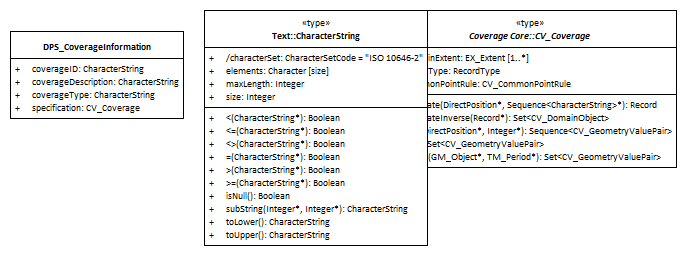 DPS_CoverageInformation
+ coverageID: CharacterString
+ coverageDescription: CharacterString
+ coverageType: CharacterString
+ specification: CV_Coverage
«type»
Text::CharacterString
+ /characterSet: CharacterSetCode = "ISO 10646-2"
+ elements: Character [size]
+ maxLength: Integer
+ size: Integer
+ <(CharacterString*): Boolean
+ <=(CharacterString*): Boolean
+ <>(CharacterString*): Boolean
+ =(CharacterString*): Boolean
+ >(CharacterString*): Boolean
+ >=(CharacterString*): Boolean
+ isNull(): Boolean
+ subString(Integer*, Integer*): CharacterString
+ toLower(): CharacterString
+ toUpper(): CharacterString
«type»
Coverage Core::CV_Coverage
inExtent: EX_Extent [1..*]
Type: RecordType
nonPointRule: CV_CommonPointRule
ate(DirectPosition*, Sequence<CharacterString>*): Record
ateInverse(Record*): Set<CV_DomainObject>
DirectPosition*, Integer*): Sequence<CV_GeometryValuePair>
Set<CV_GeometryValuePair>
(GM_Object*, TM_Period*): Set<CV_GeometryValuePair>